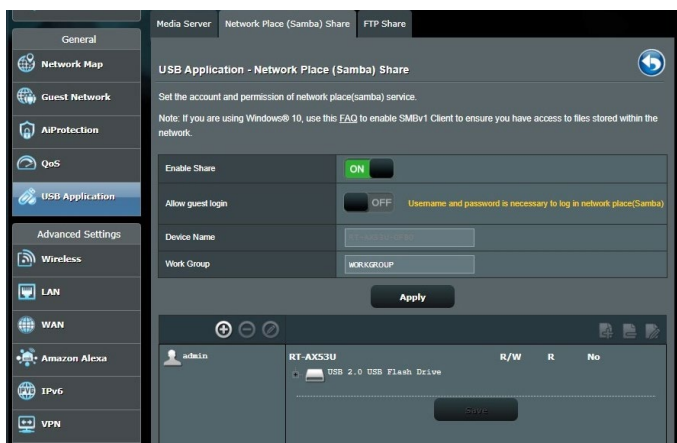 Media Server
Network Place (Samba) Share
FTP Share
General
Network Map
Guest Network
AiProtection
QoS
USB Application
Advanced Settings
Wireless
LAN
WAN
Amazon Alexa
IPv6
VPN
USB Application - Network Place (Samba) Share
Set the account and permission of network place(samba) service.
Note: If you are using Windows® 10, use this FAQ to enable SMBv1 Client to ensure you have access to files stored within the
network.
Enable Share
ON
Allow guest login
OFF
Username and password is necessary to log in network place(Samba)
Device Name
Work Group
WORKGROUP
Apply
admin
RT-AX53U
R/W
R
No
USB 2.0 USB Flash Drive
Save